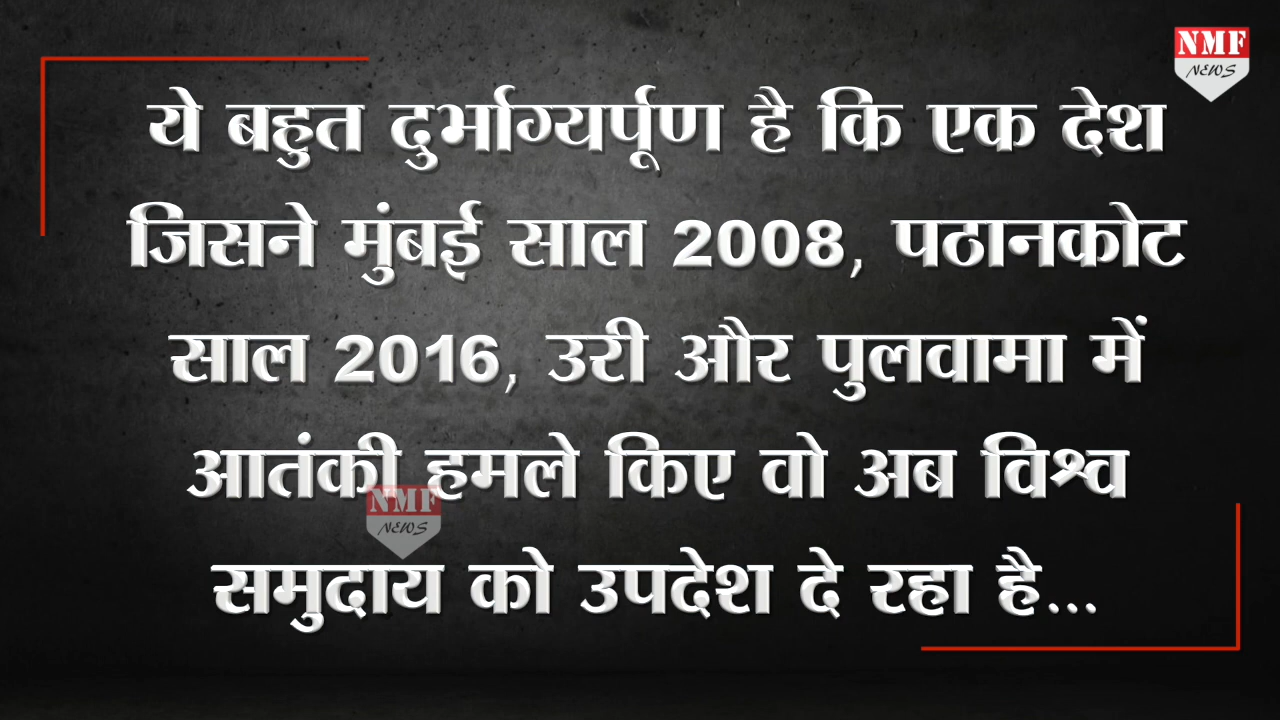 NMF
NEWS
ये बहुत दुर्भाग्यर्पूण है कि एक देश
जिसने मुंबई साल 2008, पठानकोट
साल 2016, उरी और पुलवामा में
आतंकी हमले किए वो अब विश्व
NMF
NEWS
समुदाय को उपदेश दे रहा है...